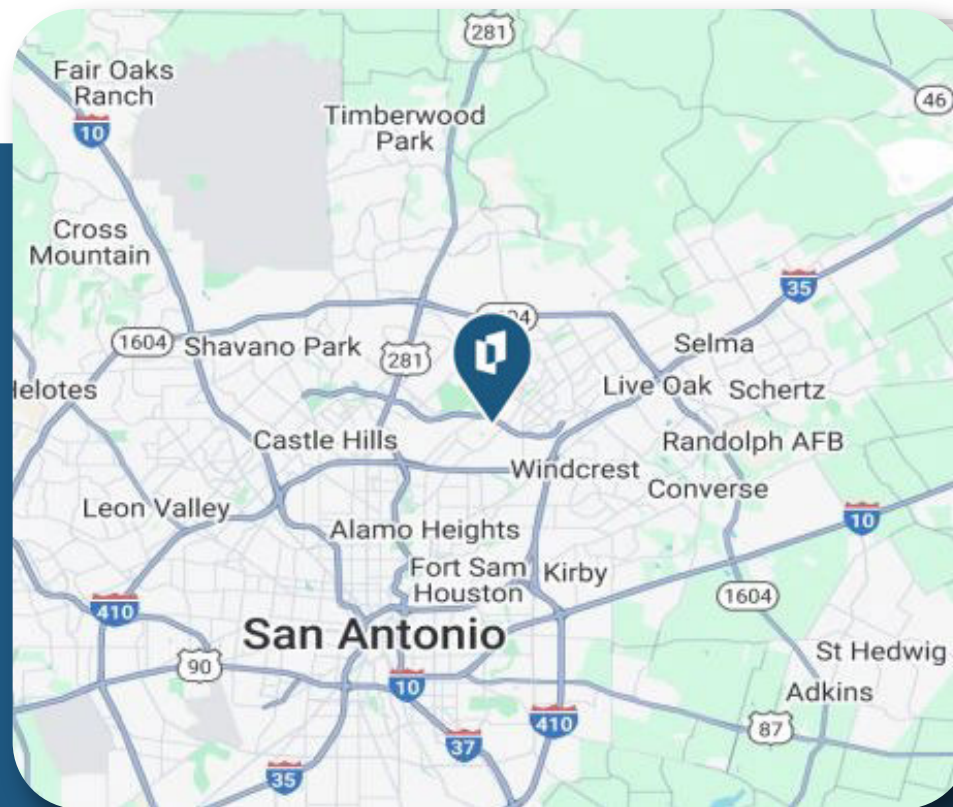 281
Fair Oaks
Ranch
46
10
Timberwood
Park
Cross
Mountain
35
1604
1604
Shavano Park
281
Selma
Helotes
Live Oak
Schertz
Castle Hills
Randolph AFB
Windcrest
Converse
Leon Valley
10
Alamo Heights
Fort Sam
Houston
Kirby
410
1604
San Antonio
90
St Hedwig
10
Adkins
410
87
37
35